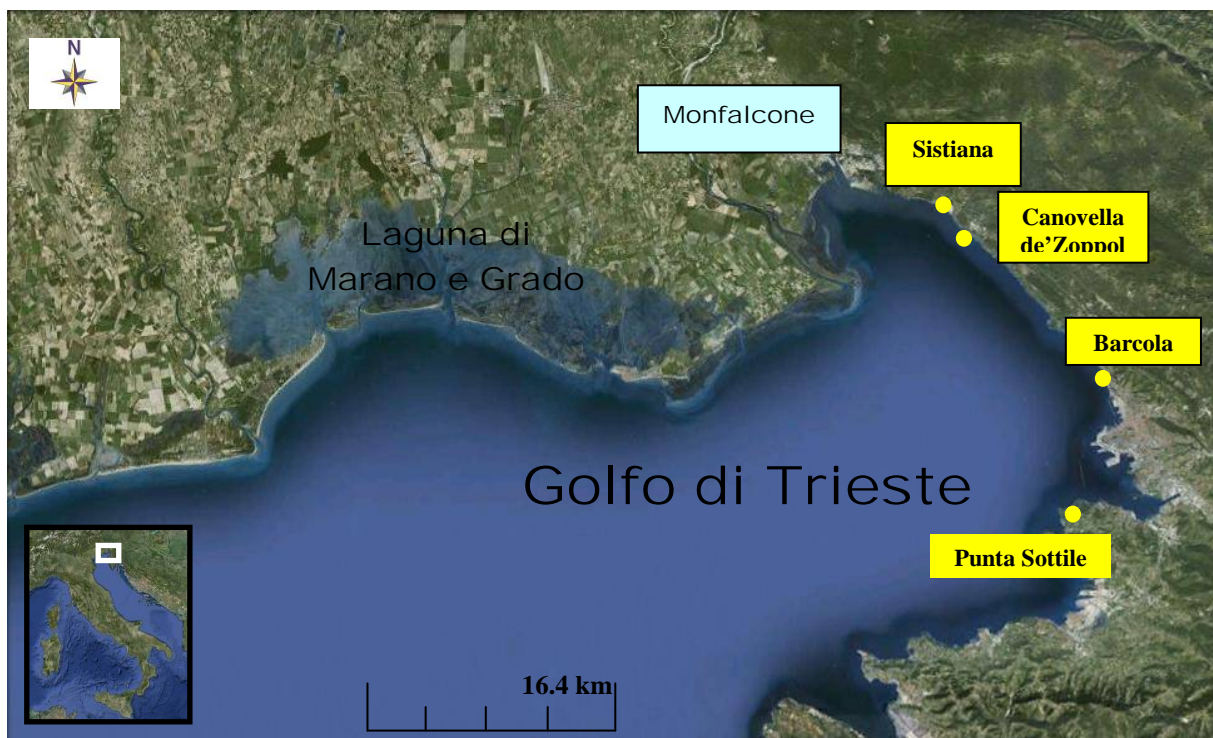 N
Monfalcone
Sistiana
Canovella
de'Zoppol
Laguna di
Marano e Grado
Barcola
Golfo di Trieste
Punta Sottile
16.4 km